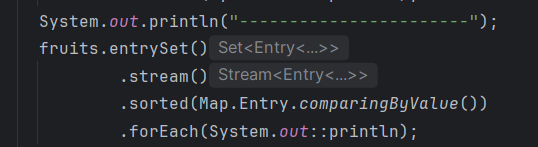 System.out.println("-----------------------");
fruits.entrySet() Set<Entry<...>>
.stream() Stream<Entry<...>>
.sorted(Map.Entry.comparingByValue())
.forEach(System.out::println);